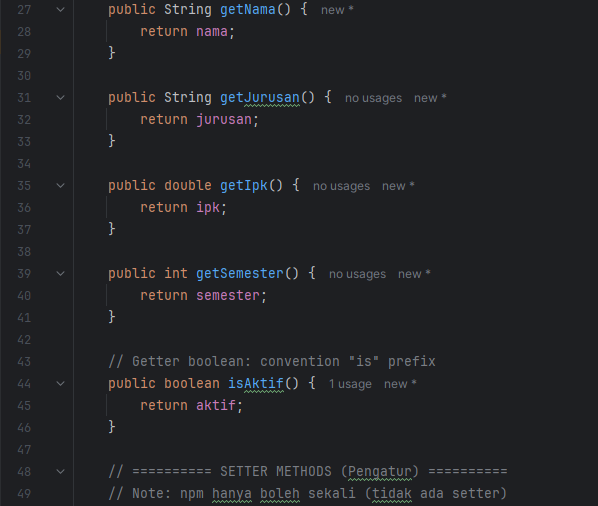 27 public String getNama() { new *
28 return nama;
29 }
30
31 public String getJurusan() { no usages new *
32 return jurusan;
33 }
34
35 public double getIpk() { no usages new *
36 return ipk;
37 }
38
39 public int getSemester() { no usages new *
40 return semester;
41 }
42
43 // Getter boolean: convention "is" prefix
44 public boolean isAktif() { 1 usage new *
45 return aktif;
46 }
47
48 // ========== SETTER METHODS (Pengatur) ==========
49 // Note: npm hanya boleh sekali (tidak ada setter)